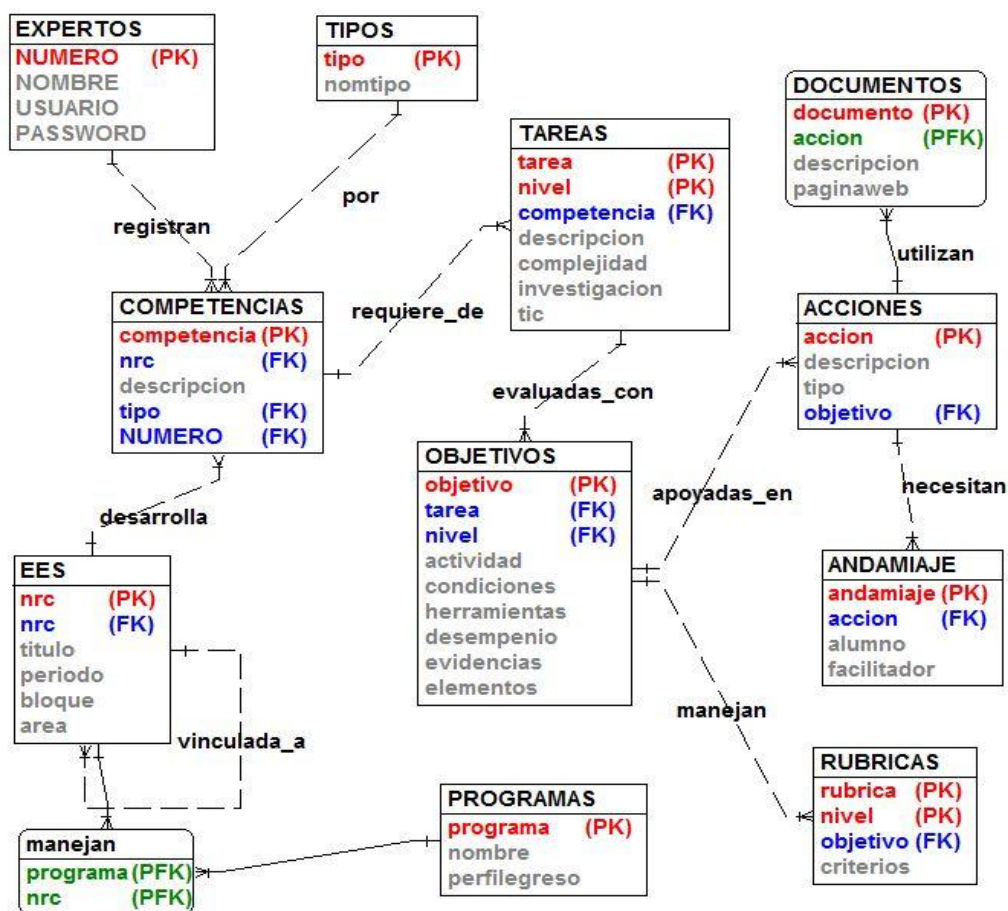 EXPERTOS
NUMERO (PK)
NOMBRE
USUARIO
PASSWORD
TIPOS
tipo (PK)
nomtipo
registran
por
TAREAS
tarea (PK)
nivel (PK)
competencia (FK)
descripcion
complejidad
investigacion
tic
DOCUMENTOS
documento (PK)
accion (PFK)
descripcion
paginaweb
utilizan
COMPETENCIAS
competencia (PK)
nrc (FK)
descripcion
tipo (FK)
NUMERO (FK)
requiere_de
ACCIONES
accion (PK)
descripcion
tipo
objetivo (FK)
evaluadas_con
OBJETIVOS
objetivo (PK)
tarea (FK)
nivel (FK)
actividad
condiciones
herramientas
desempenio
evidencias
elementos
apoyadas_en
necesitan
desarrolla
EES
nrc (PK)
nrc (FK)
titulo
periodo
bloque
area
vinculada_a
ANDAMIAJE
andamiaje (PK)
accion (FK)
alumno
facilitador
manejan
RUBRICAS
rubrica (PK)
nivel (PK)
objetivo (FK)
criterios
PROGRAMAS
programa (PK)
nombre
perfilegreso
manejan
programa (PFK)
nrc (PFK)